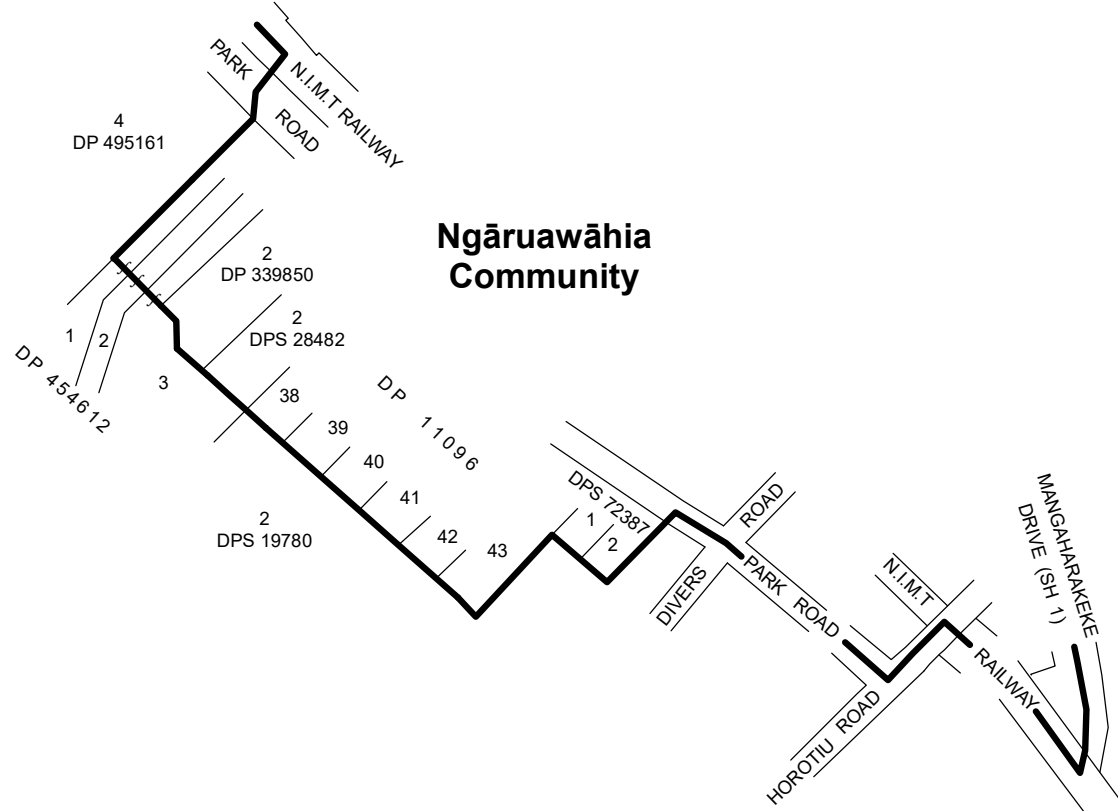 PARK
ROAD
N.I.M.T RAILWAY
4
DP 495161
Ngāruawāhia
Community
2
DP 339850
2
DPS 28482
1
2
DP 454612
3
38
39
40
41
42
43
DP 11096
2
DPS 19780
DPS 72387
1
2
ROAD
DIVERS
PARK ROAD
N.I.M.T
RAILWAY
HOROTIU ROAD
MANGAHARAKEKE
DRIVE (SH 1)